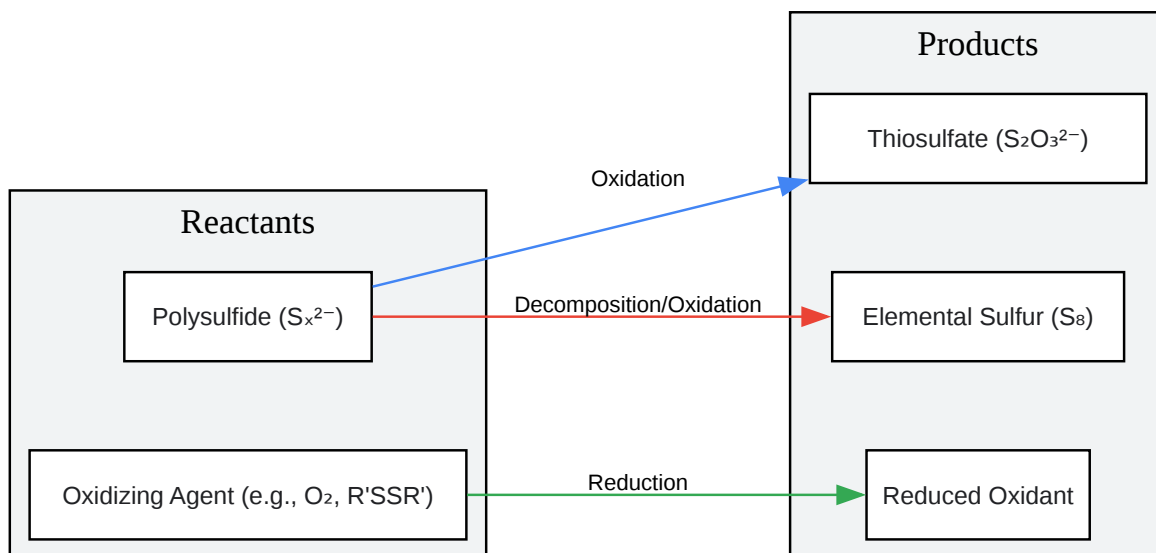 Products
Thiosulfate (S₂O₃²⁻)
Oxidation
Reactants
Polysulfide (Sₓ²⁻)
Decomposition/Oxidation
Elemental Sulfur (S₈)
Oxidizing Agent (e.g., O₂, R'SSR')
Reduction
Reduced Oxidant